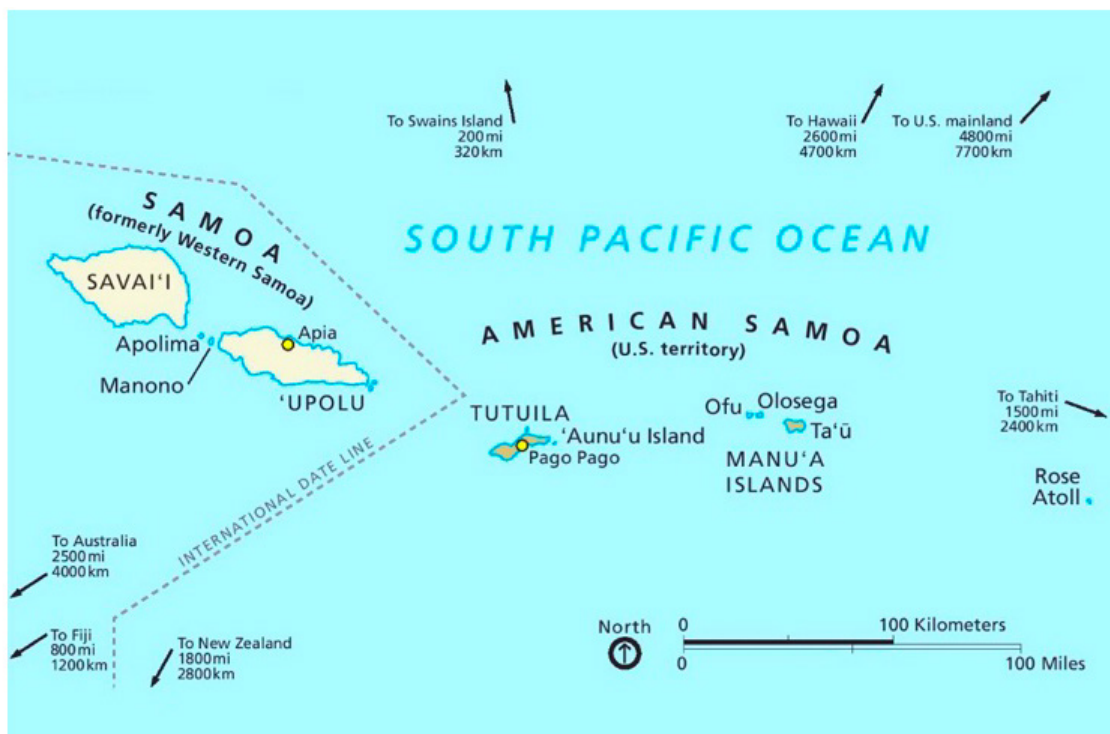 To Swains Island
200 mi
320 km
To Hawaii
2600 mi
4700 km
To U.S. mainland
4800 mi
7700 km
SAMOA
(formerly Western Samoa)
SOUTH PACIFIC OCEAN
SAVAI‘I
Apolima
Manono
Apia
‘UPOLU
AMERICAN SAMOA
(U.S. territory)
TUTUILA
‘Aunu‘u Island
Pago Pago
Ofu
Olosega
Ta‘ū
MANU‘A
ISLANDS
To Tahiti
1500 mi
2400 km
Rose
Atoll
INTERNATIONAL DATE LINE
To Australia
2500 mi
4000 km
To Fiji
800 mi
1200 km
To New Zealand
1800 mi
2800 km
North
0 100 Kilometers
0 100 Miles